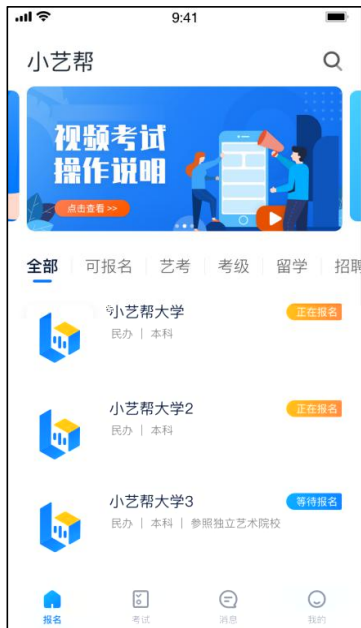 9:41
小艺帮
视频考试
操作说明
点击查看>>
全部 可报名 艺考 考级 留学 招聘
小艺帮大学 正在报名
民办 | 本科
小艺帮大学2 正在报名
民办 | 本科
小艺帮大学3 等待报名
民办 | 本科 | 参照独立艺术院校
报名 考试 消息 我的